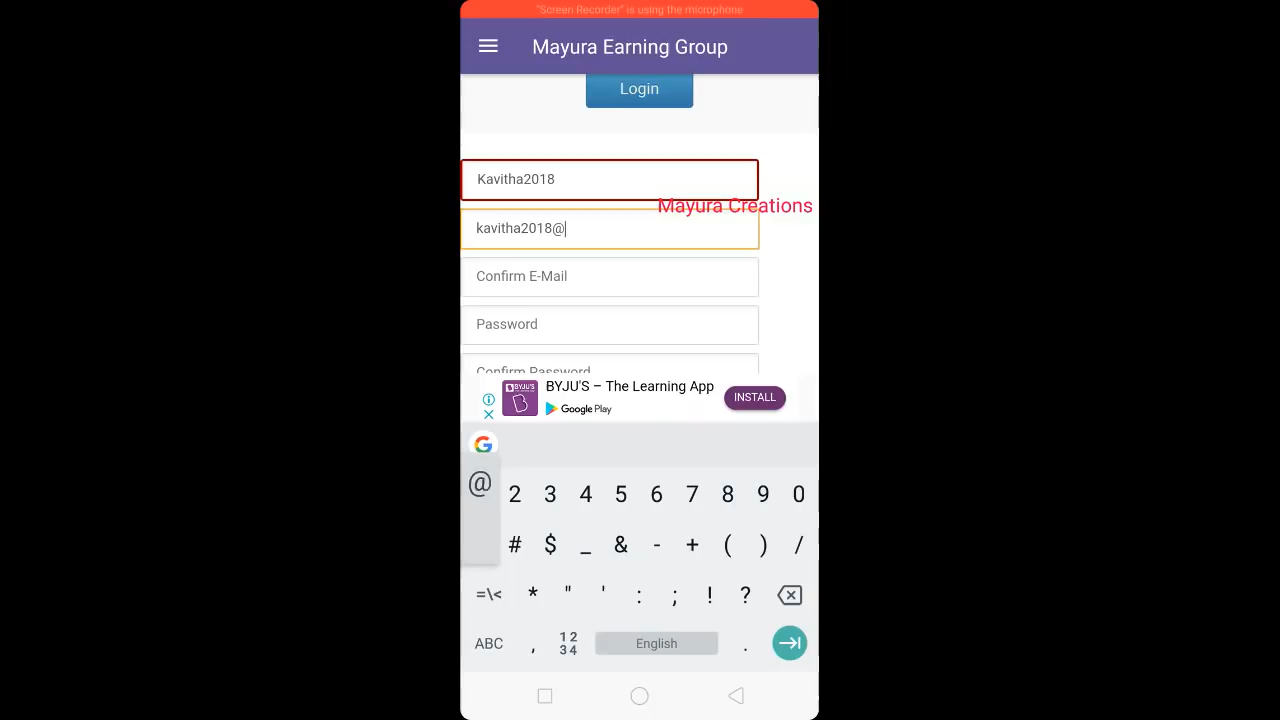 "Screen Recorder" is using the microphone
Mayura Earning Group
Login
Kavitha2018
Mayura Creations
kavitha2018@
Confirm E-Mail
Password
Confirm Password
BYJU'S – The Learning App
BYJU'S
Google Play
INSTALL
G
@ 2 3 4 5 6 7 8 9 0
# $ _ & - + ( ) /
=\< * " ' : ; ! ?
ABC , 12 34 English .